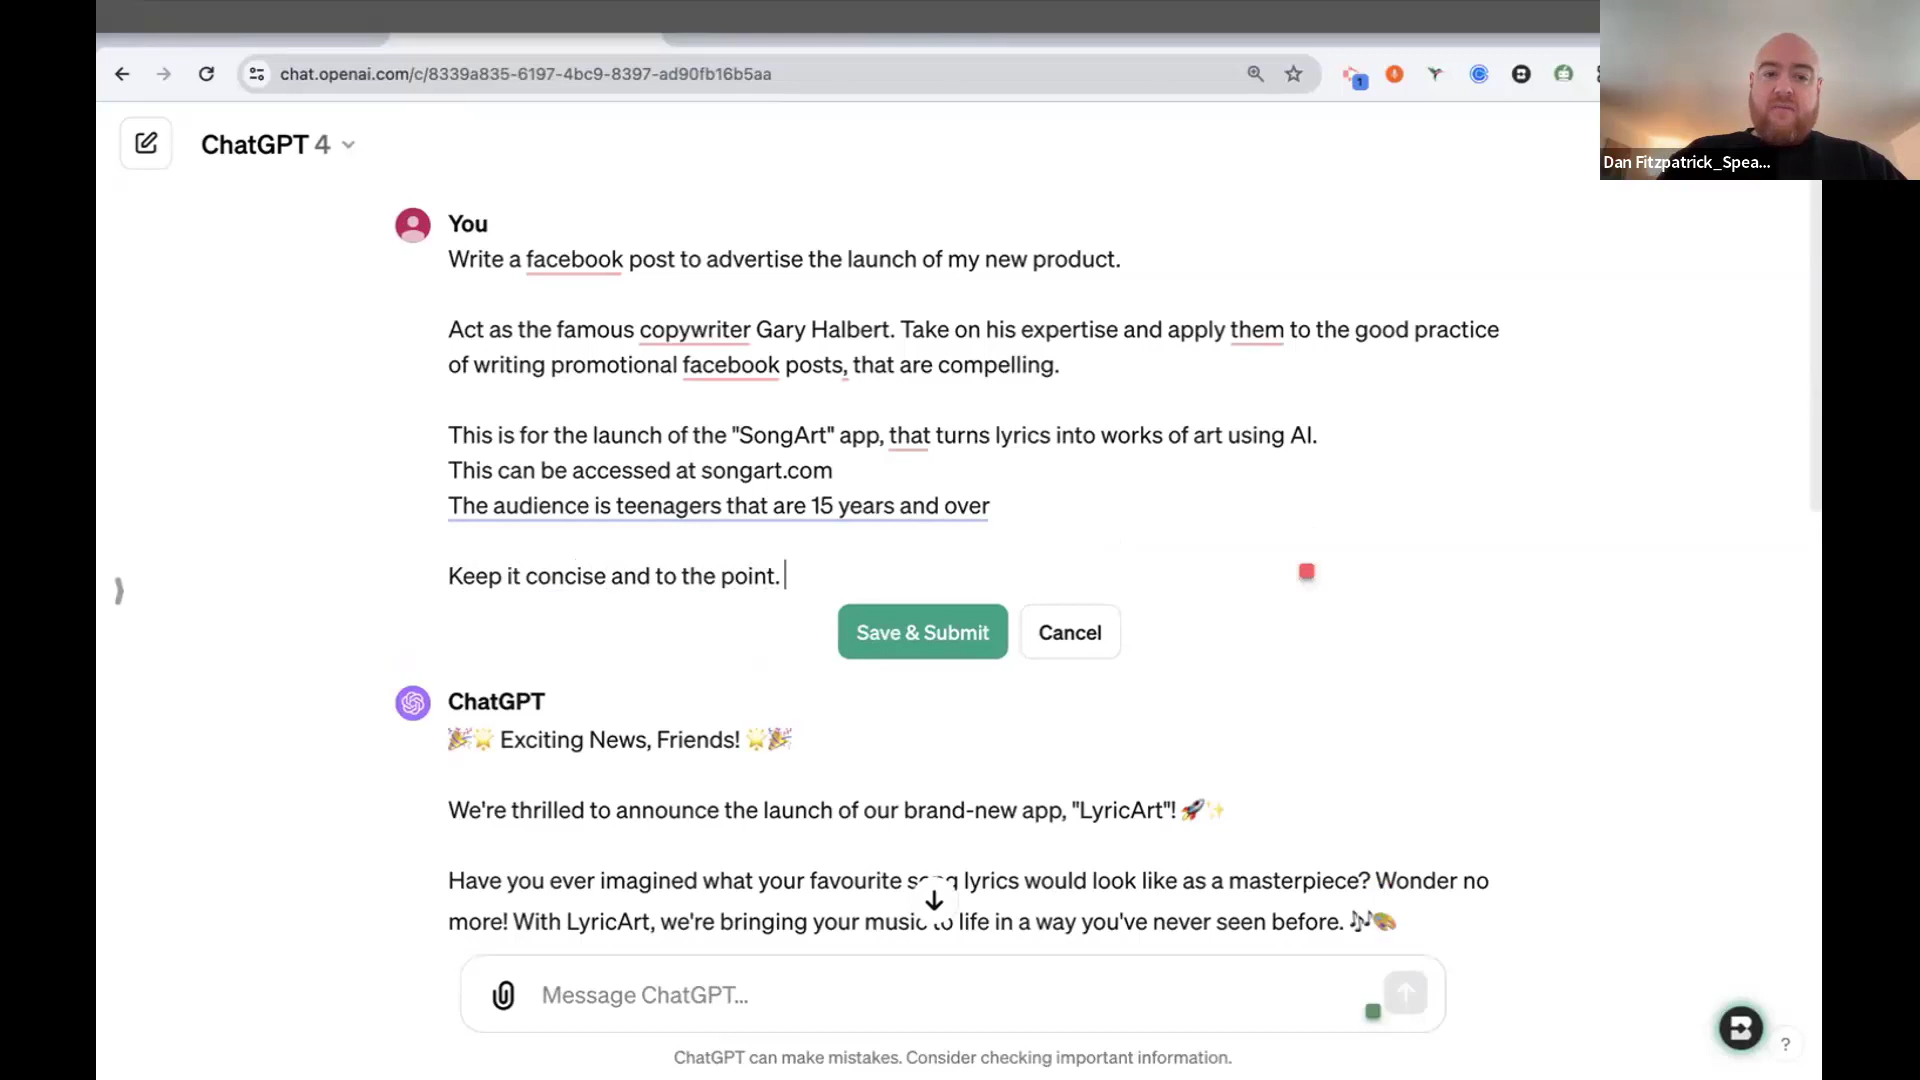 chat.openai.com/c/8339a835-6197-4bc9-8397-ad90fb16b5aa
1
Dan Fitzpatrick_Spea...
ChatGPT 4
You
Write a facebook post to advertise the launch of my new product.
Act as the famous copywriter Gary Halbert. Take on his expertise and apply them to the good practice
of writing promotional facebook posts, that are compelling.
This is for the launch of the "SongArt" app, that turns lyrics into works of art using AI.
This can be accessed at songart.com
The audience is teenagers that are 15 years and over
Keep it concise and to the point.
Save & Submit
Cancel
ChatGPT
🎉🌟 Exciting News, Friends! 🌟🎉
We're thrilled to announce the launch of our brand-new app, "LyricArt"! 🚀✨
Have you ever imagined what your favourite song lyrics would look like as a masterpiece? Wonder no
more! With LyricArt, we're bringing your music to life in a way you've never seen before. 🎶🎨
Message ChatGPT...
ChatGPT can make mistakes. Consider checking important information.
?